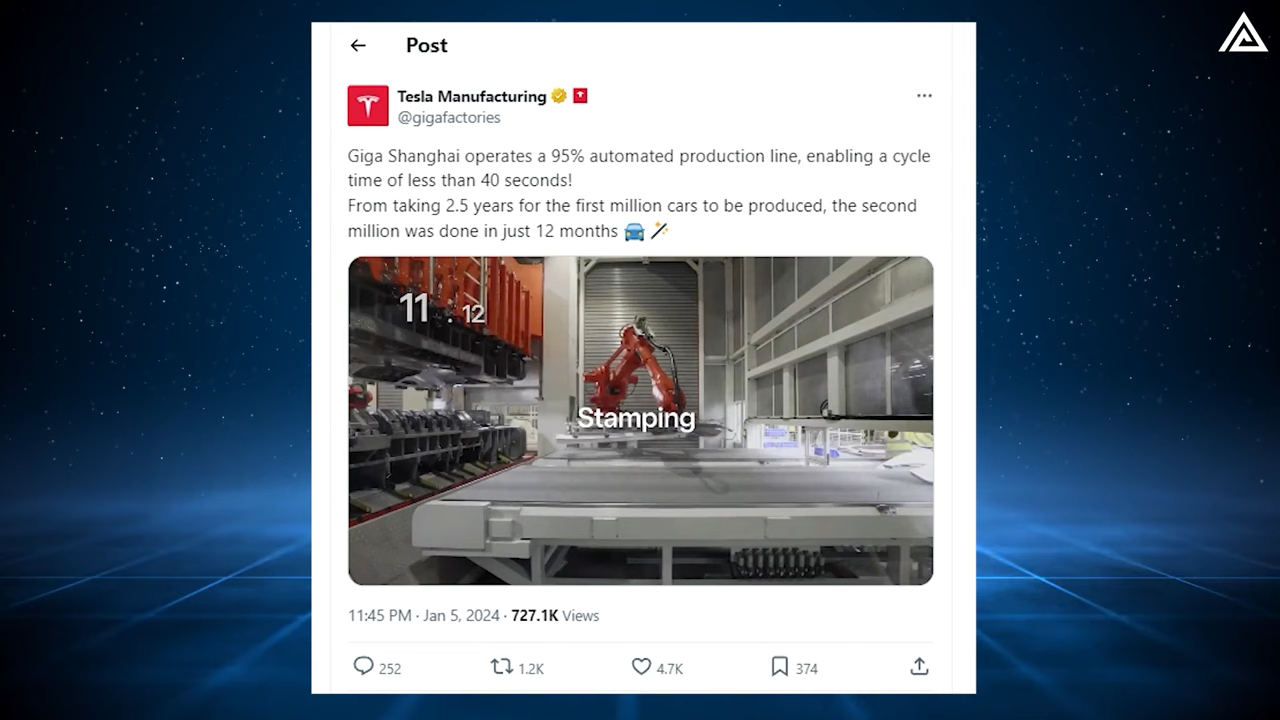 Post
Tesla Manufacturing
@gigafactories
Giga Shanghai operates a 95% automated production line, enabling a cycle
time of less than 40 seconds!
From taking 2.5 years for the first million cars to be produced, the second
million was done in just 12 months
11 : 12
Stamping
11:45 PM · Jan 5, 2024 · 727.1K Views
252 1.2K 4.7K 374